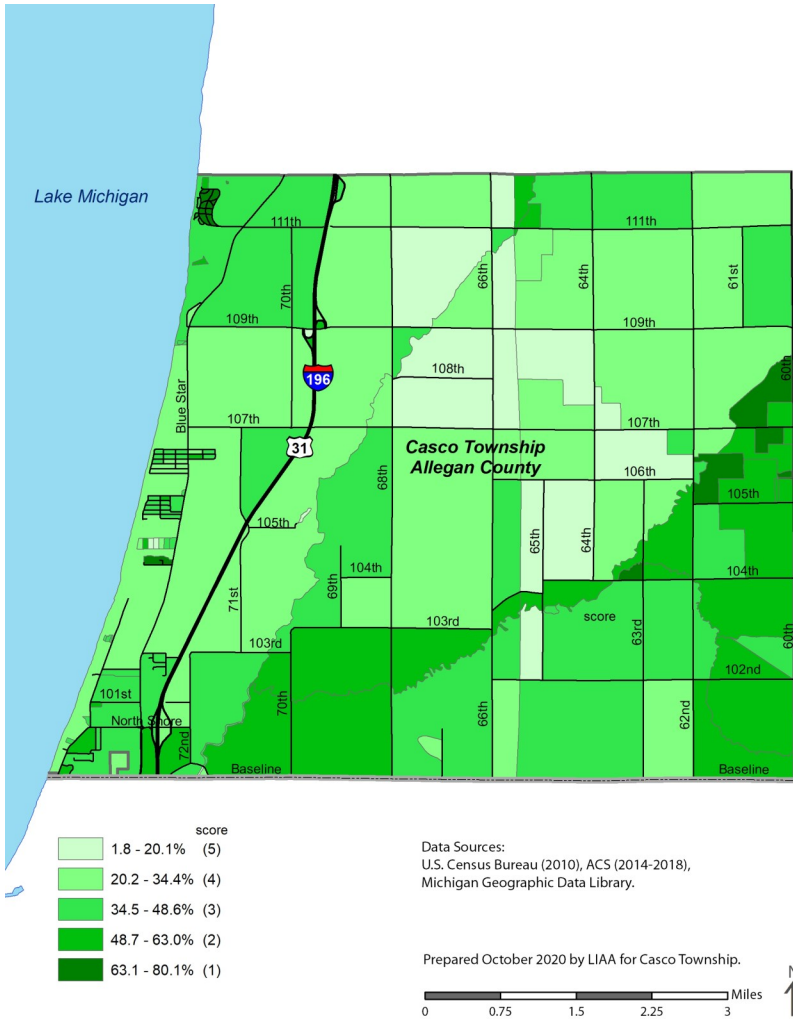 Lake Michigan
111th
111th
66th
64th
61st
70th
109th
109th
60th
108th
196
Blue Star
107th
107th
31
Casco Township
Allegan County
68th
106th
105th
105th
65th
64th
104th
104th
69th
71st
103rd
score
63rd
60th
103rd
102nd
101st
70th
66th
62nd
North Shore
72nd
Baseline
Baseline
score
1.8 - 20.1% (5)
20.2 - 34.4% (4)
34.5 - 48.6% (3)
48.7 - 63.0% (2)
63.1 - 80.1% (1)
Data Sources:
U.S. Census Bureau (2010), ACS (2014-2018),
Michigan Geographic Data Library.
Prepared October 2020 by LIAA for Casco Township.
Miles
0 0.75 1.5 2.25 3